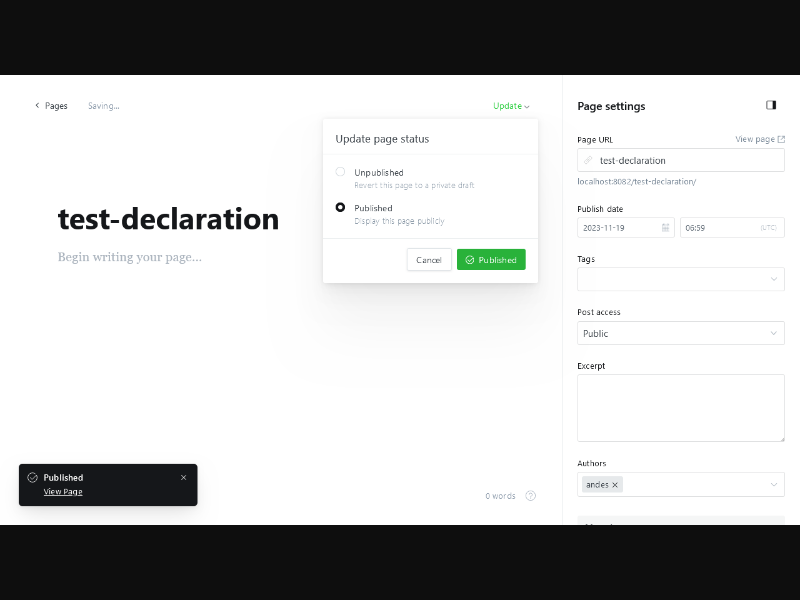 Pages
Saving...
Update
Update page status
Unpublished
Revert this page to a private draft
Published
Display this page publicly
Cancel
Published
test-declaration
Begin writing your page...
Published
View Page
0 words
?
Page settings
Page URL
View page
test-declaration
localhost:8082/test-declaration/
Publish date
2023-11-19
06:59
(UTC)
Tags
Post access
Public
Excerpt
Authors
andes